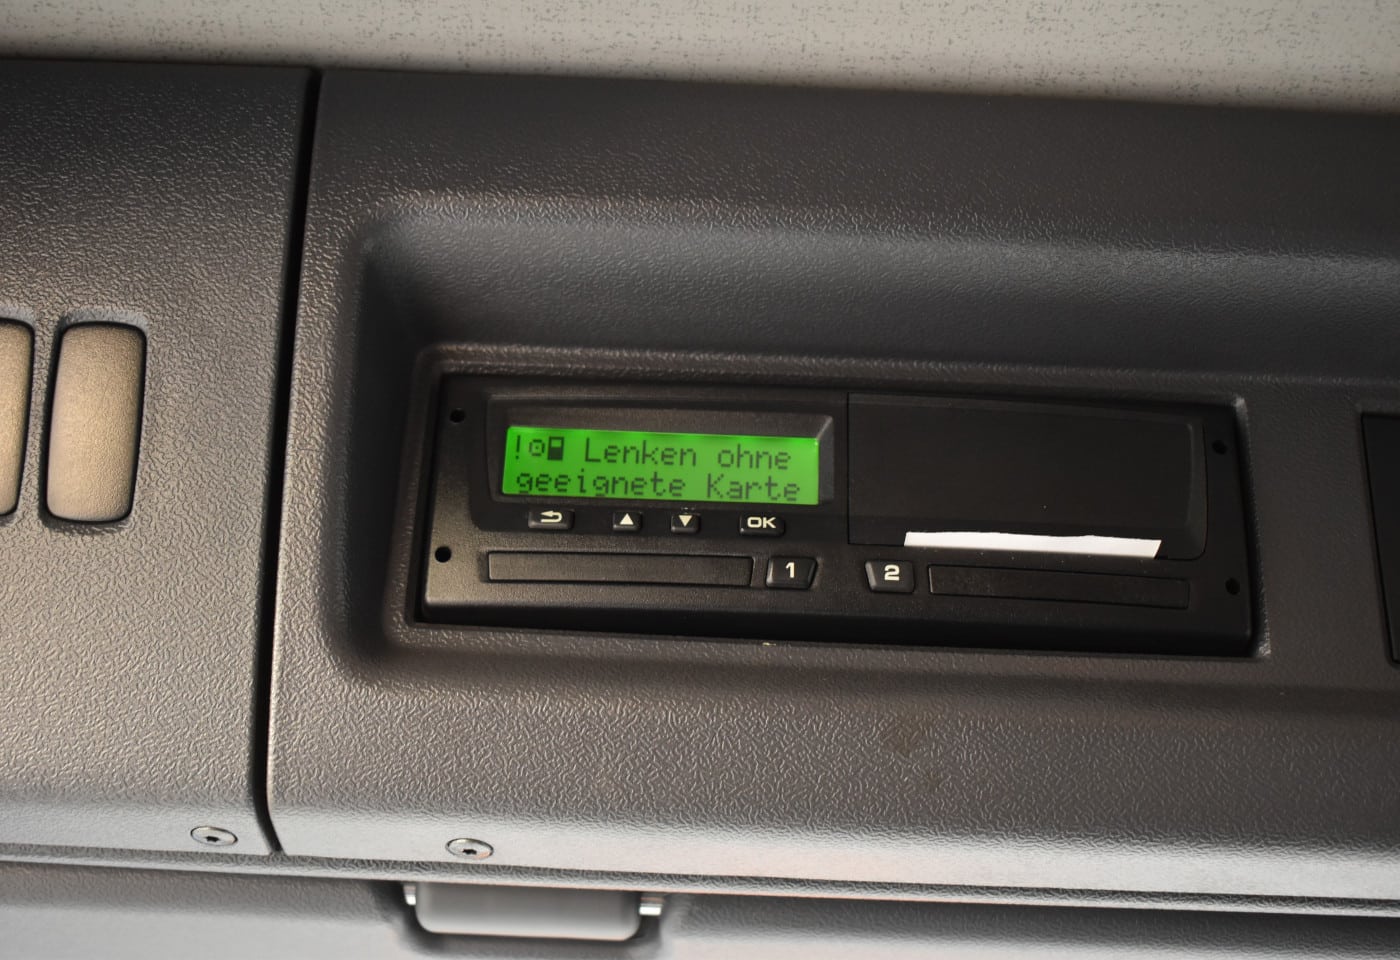 ! Lenken ohne
geeignete Karte
OK
1 2